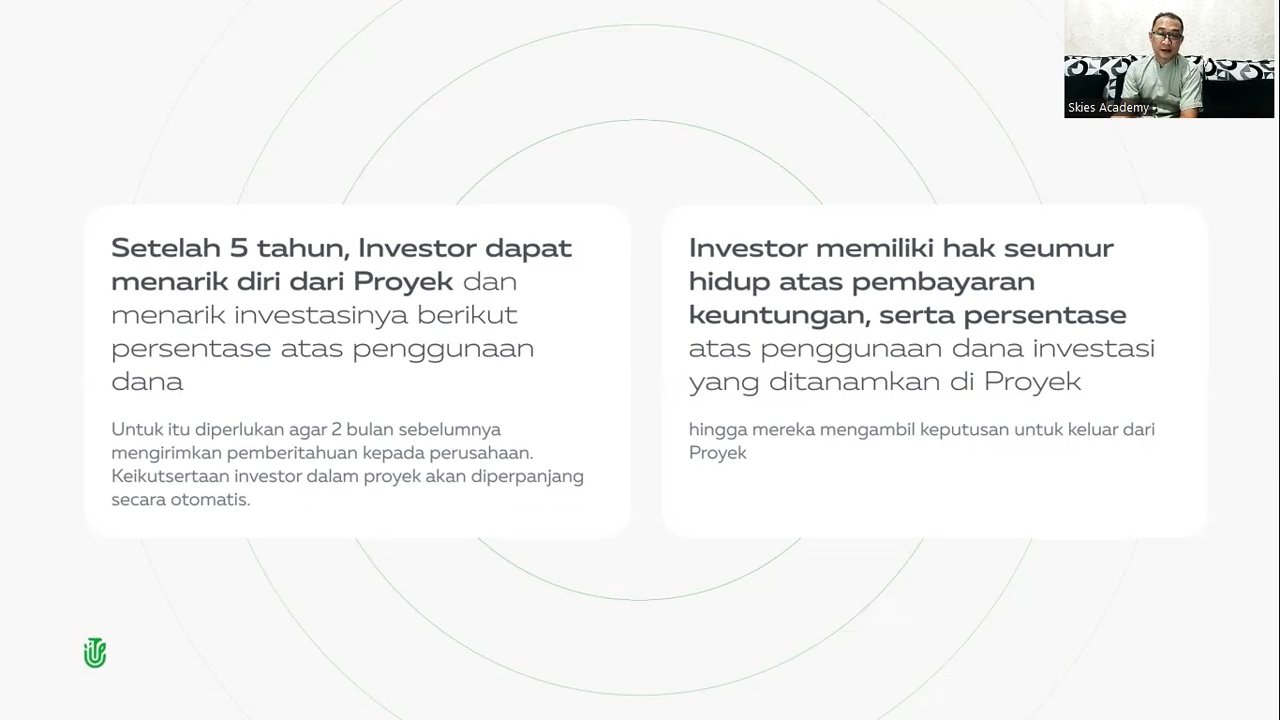 Skies Academy
Setelah 5 tahun, Investor dapat
menarik diri dari Proyek dan
menarik investasinya berikut
persentase atas penggunaan
dana
Untuk itu diperlukan agar 2 bulan sebelumnya
mengirimkan pemberitahuan kepada perusahaan.
Keikutsertaan investor dalam proyek akan diperpanjang
secara otomatis.
Investor memiliki hak seumur
hidup atas pembayaran
keuntungan, serta persentase
atas penggunaan dana investasi
yang ditanamkan di Proyek
hingga mereka mengambil keputusan untuk keluar dari
Proyek